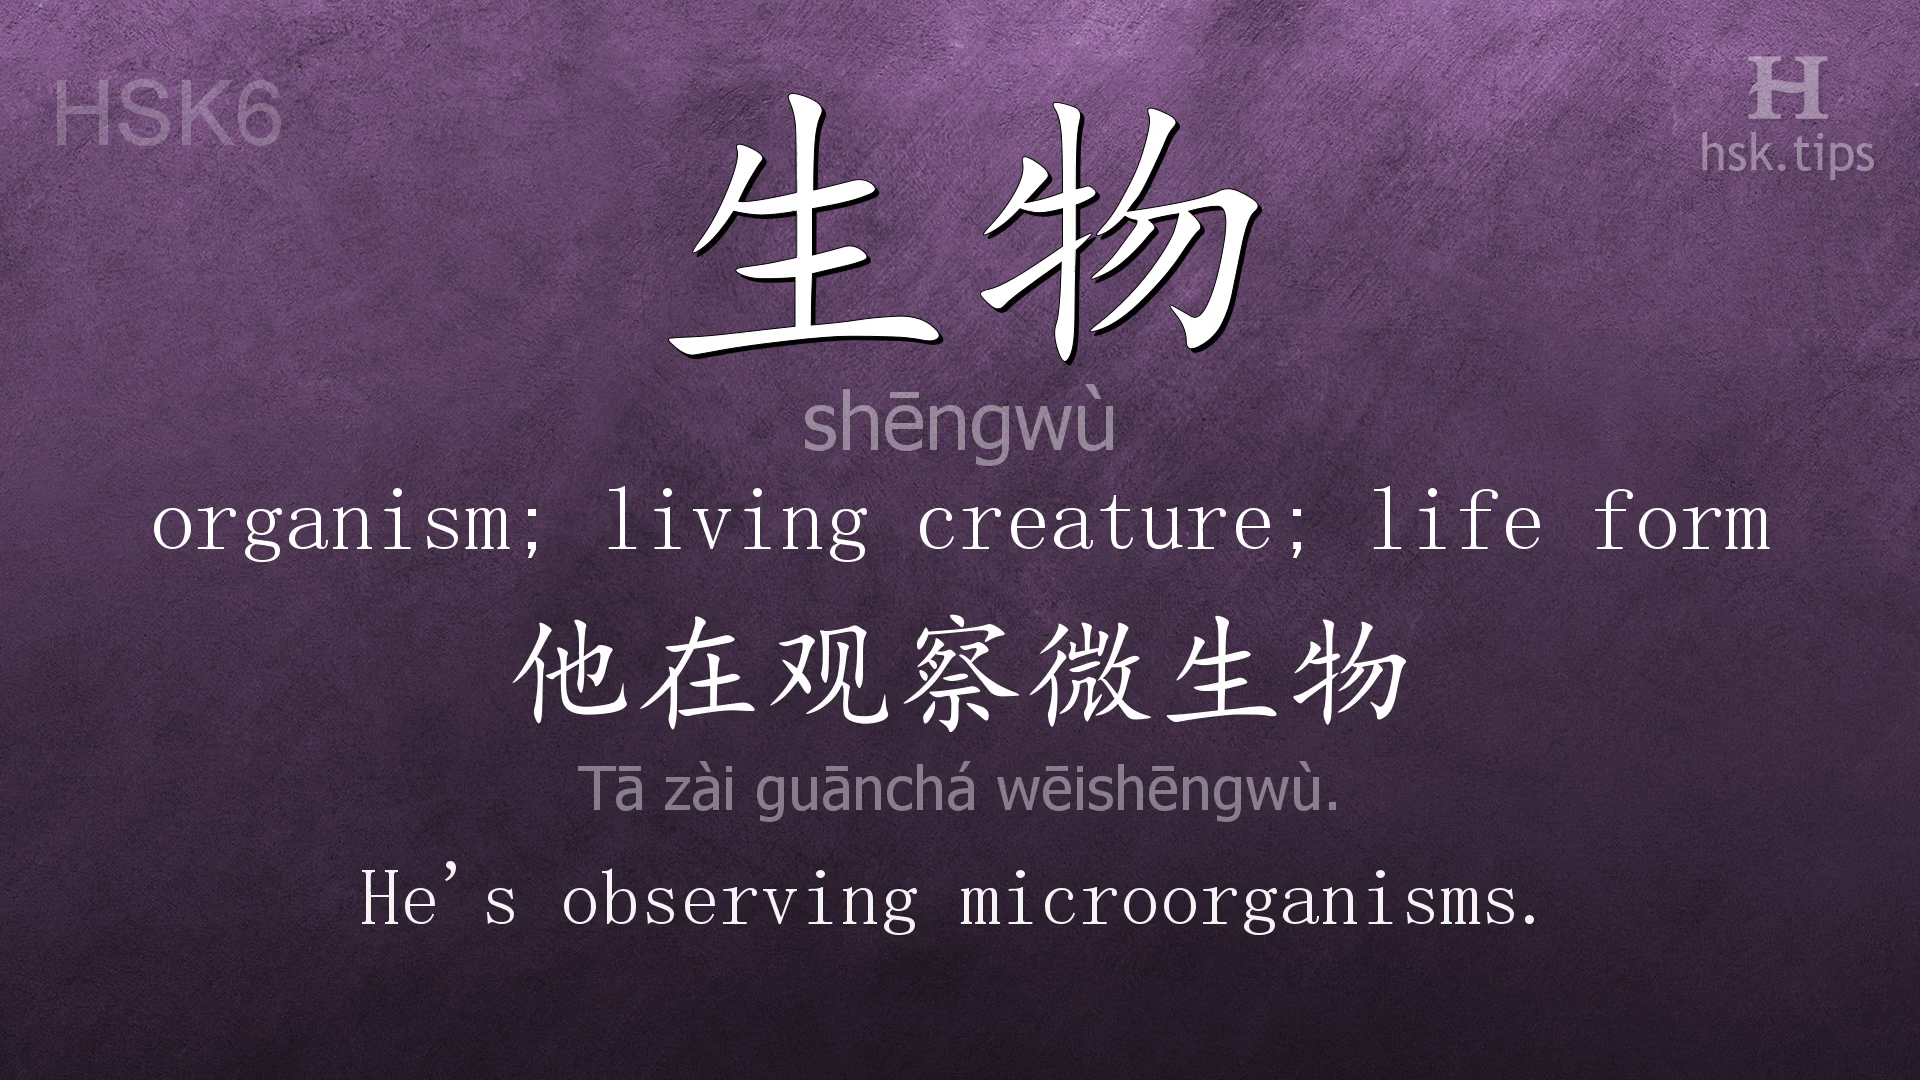 HSK6
H
hsk.tips
生物
shēngwù
organism; living creature; life form
他在观察微生物
Tā zài guānchá wēishēngwù.
He's observing microorganisms.